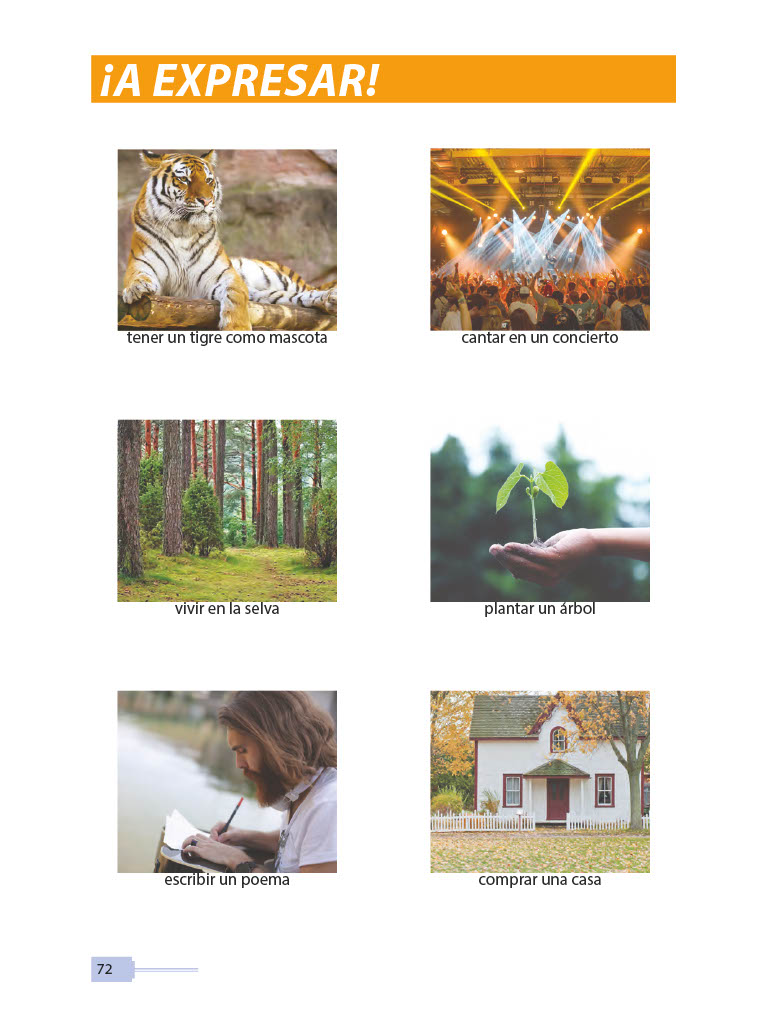 ¡A EXPRESAR!
tener un tigre como mascota
cantar en un concierto
vivir en la selva
plantar un árbol
escribir un poema
comprar una casa
72